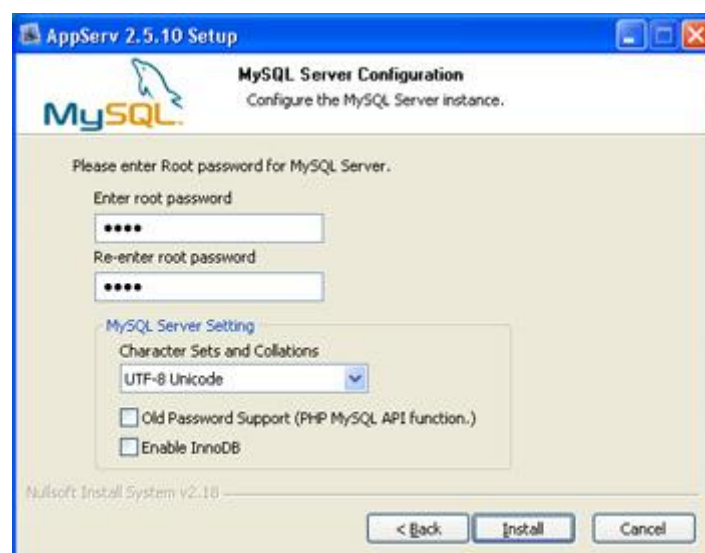 AppServ 2.5.10 Setup
MySQL Server Configuration
Configure the MySQL Server instance.
MySQL.
Please enter Root password for MySQL Server.
Enter root password
••••
Re-enter root password
••••
MySQL Server Setting
Character Sets and Collations
UTF-8 Unicode
Old Password Support (PHP MySQL API function.)
Enable InnoDB
Nullsoft Install System v2.18
< Back Install Cancel